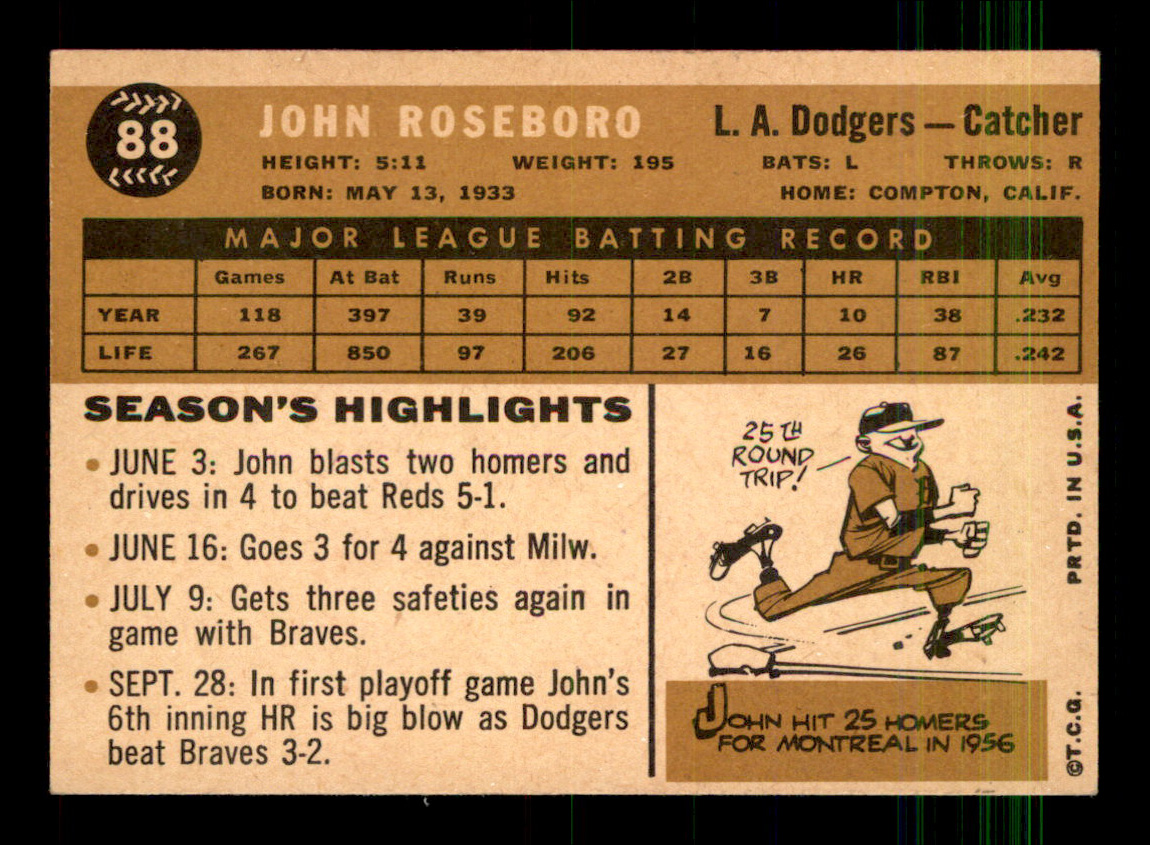 88
JOHN ROSEBORO
L. A. Dodgers — Catcher
HEIGHT: 5:11 WEIGHT: 195 BATS: L THROWS: R
BORN: MAY 13, 1933 HOME: COMPTON, CALIF.
MAJOR LEAGUE BATTING RECORD
Games At Bat Runs Hits 2B 3B HR RBI Avg
YEAR 118 397 39 92 14 7 10 38 .232
LIFE 267 850 97 206 27 16 26 87 .242
SEASON'S HIGHLIGHTS
• JUNE 3: John blasts two homers and
drives in 4 to beat Reds 5-1.
• JUNE 16: Goes 3 for 4 against Milw.
• JULY 9: Gets three safeties again in
game with Braves.
• SEPT. 28: In first playoff game John's
6th inning HR is big blow as Dodgers
beat Braves 3-2.
25TH
ROUND
TRIP!
JOHN HIT 25 HOMERS
FOR MONTREAL IN 1956
PRTD. IN U.S.A.
©T.C.G.